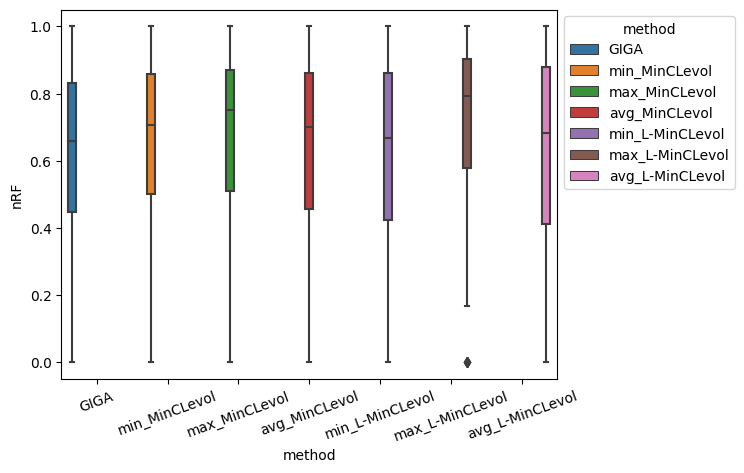 1.0
0.8
0.6
0.4
0.2
0.0
nRF
GIGA
min_MinCLevol
max_MinCLevol
avg_MinCLevol
min_L-MinCLevol
max_L-MinCLevol
avg_L-MinCLevol
method
method
GIGA
min_MinCLevol
max_MinCLevol
avg_MinCLevol
min_L-MinCLevol
max_L-MinCLevol
avg_L-MinCLevol